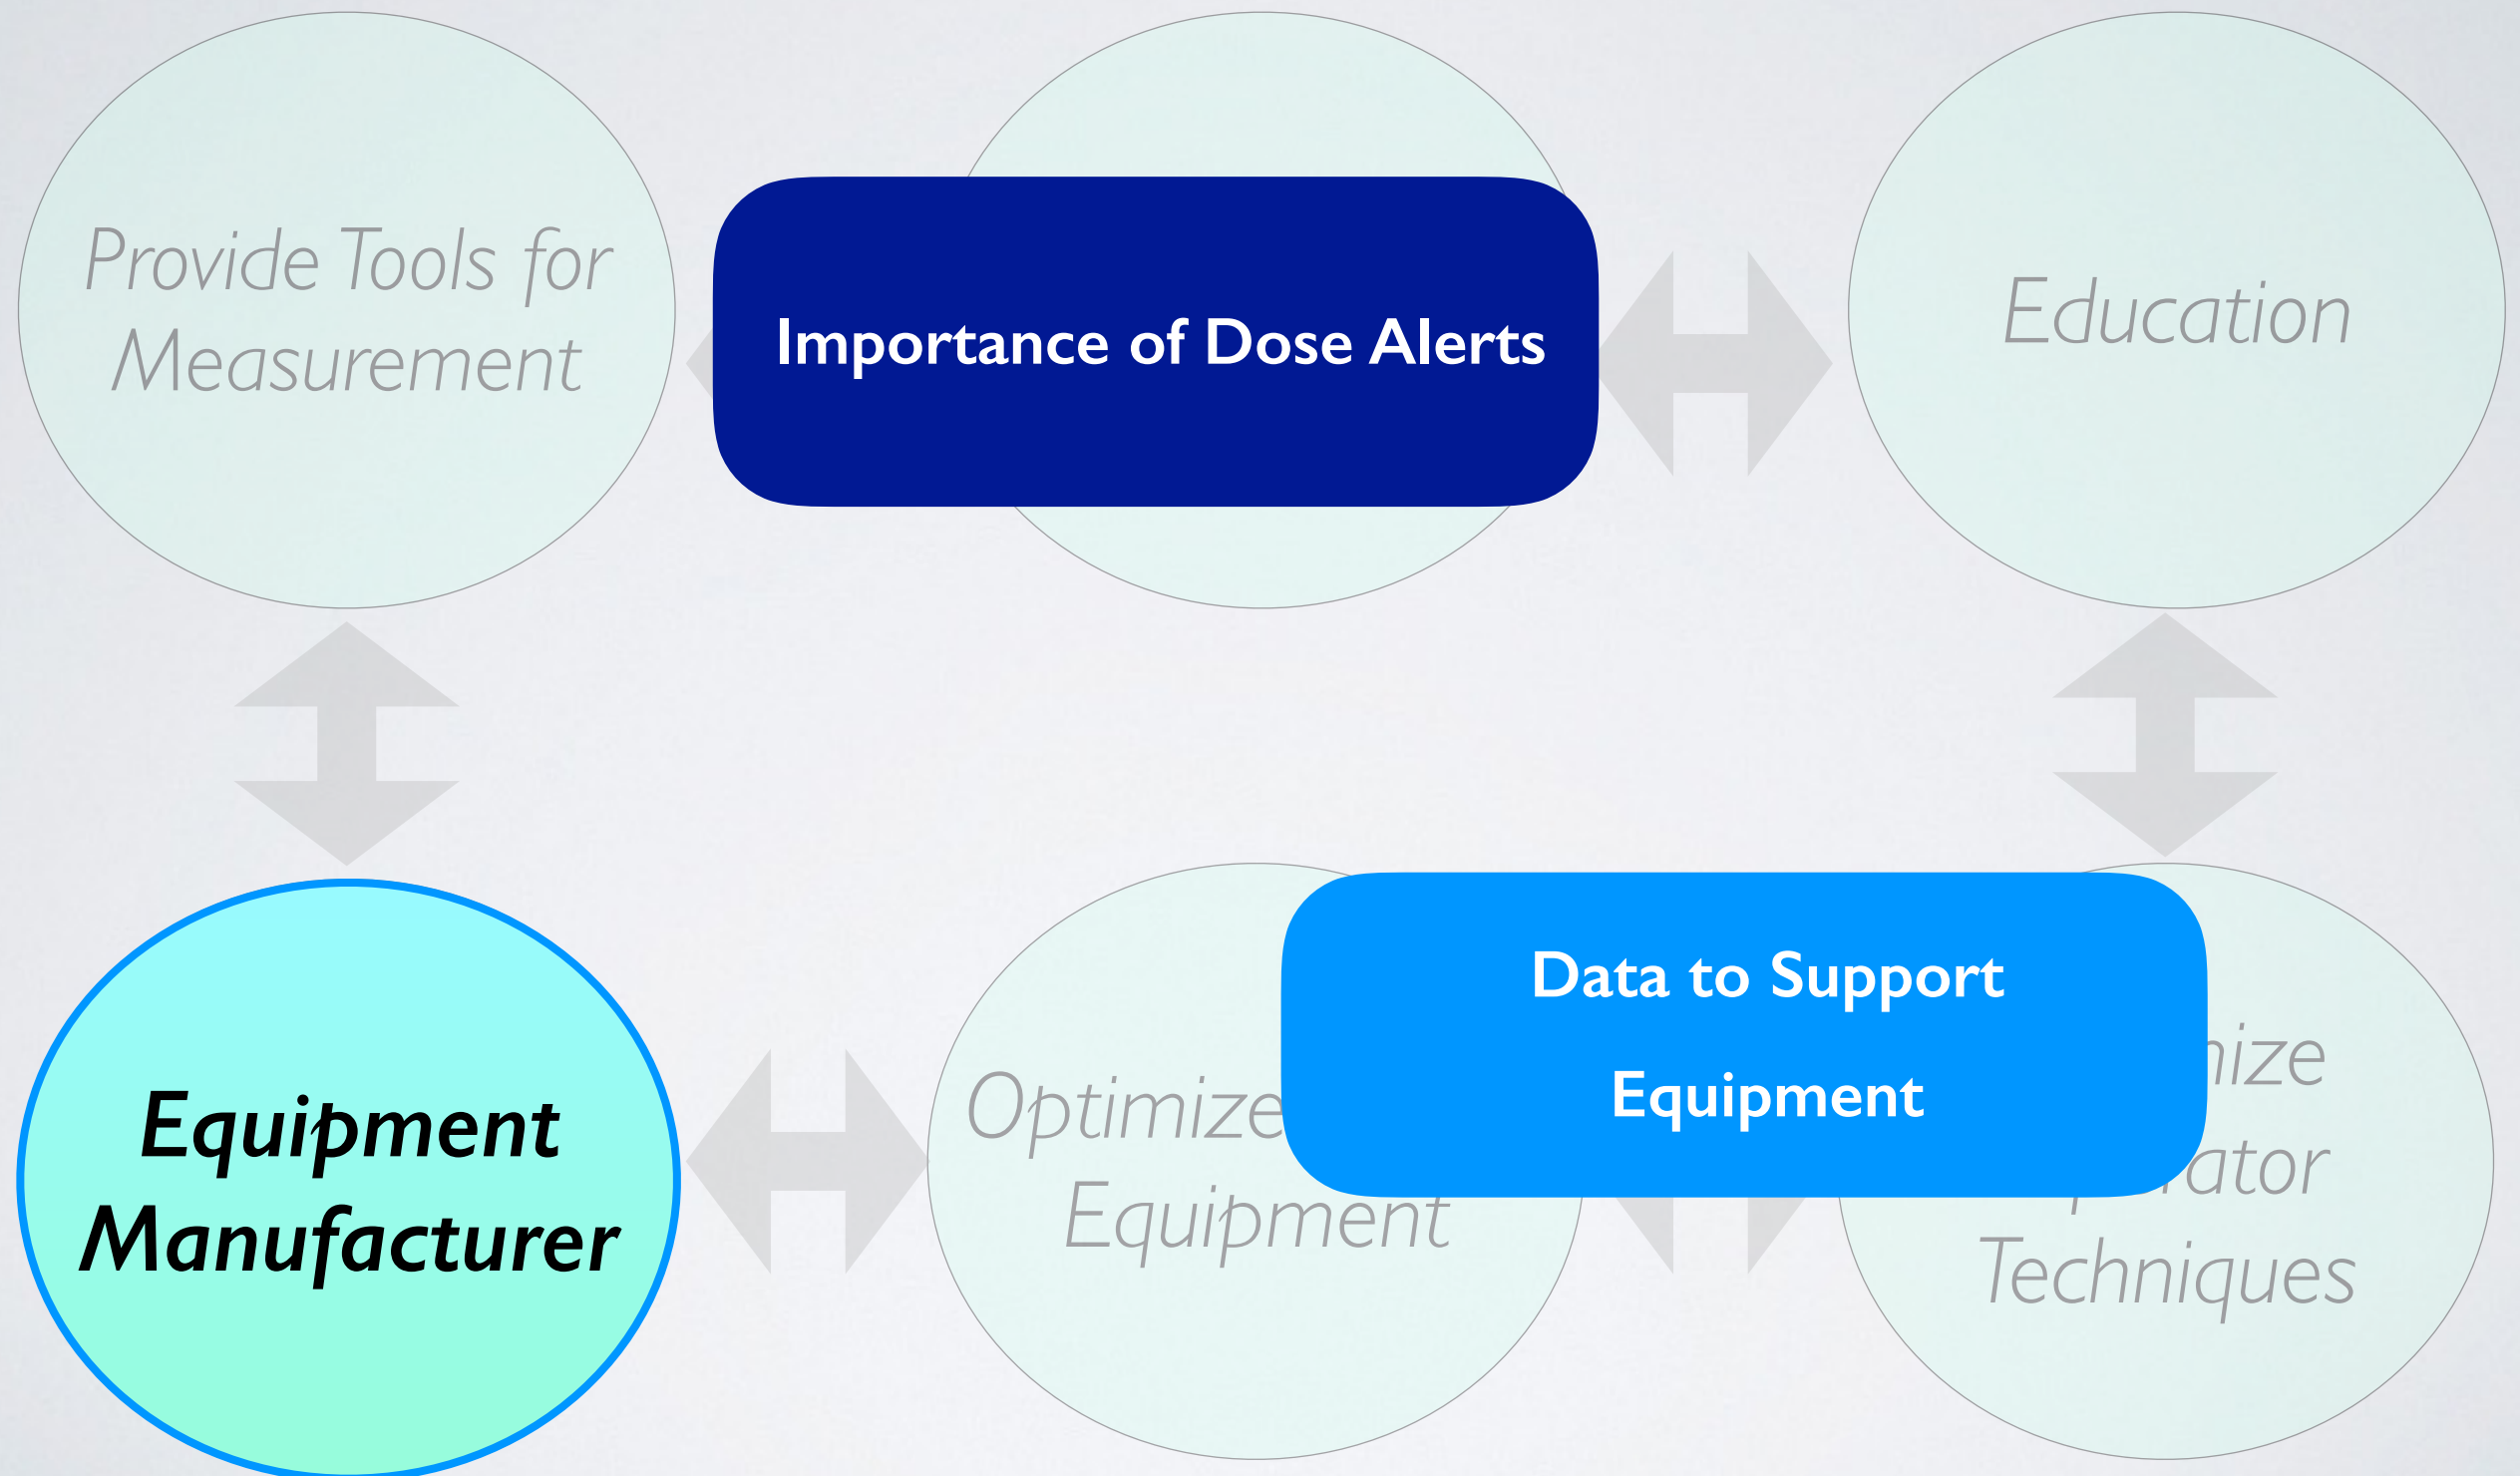 Provide Tools for
Measurement
Importance of Dose Alerts
Education
Equipment
Manufacturer
Optimize
Equipment
Data to Support
Equipment
Techniques